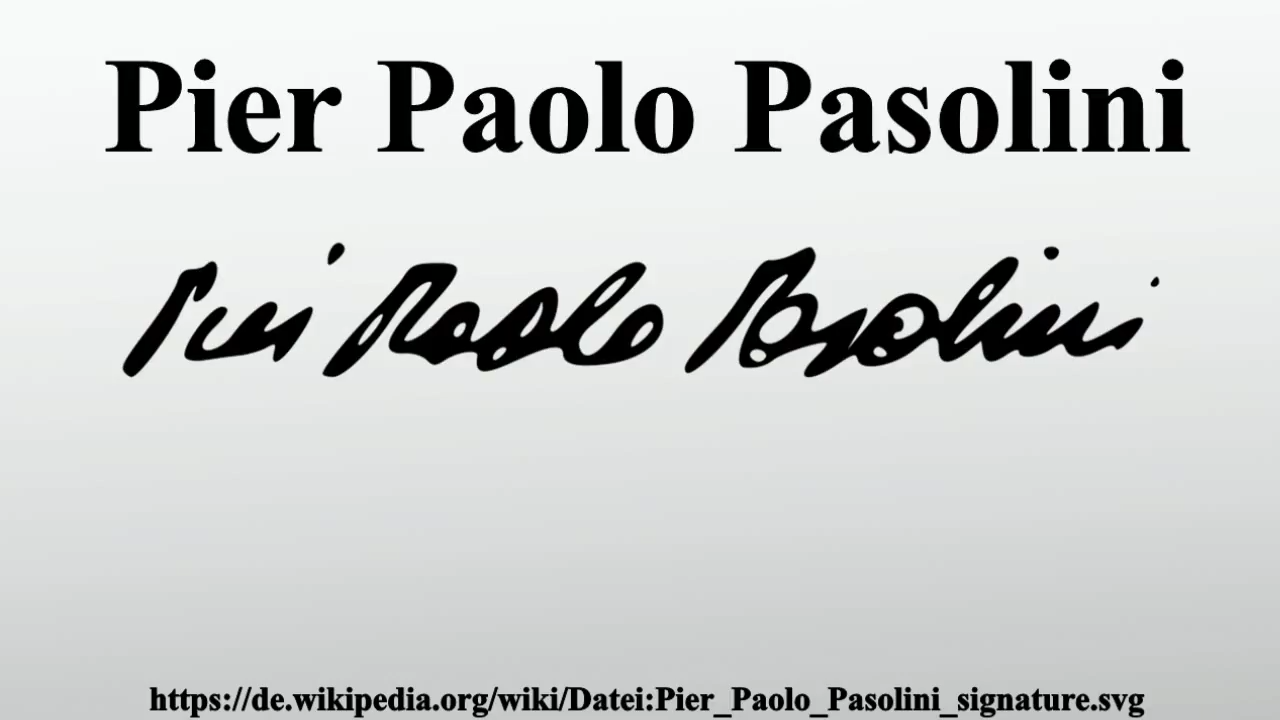 Pier Paolo Pasolini
Pier Paolo Pasolini
https://de.wikipedia.org/wiki/Datei:Pier_Paolo_Pasolini_signature.svg